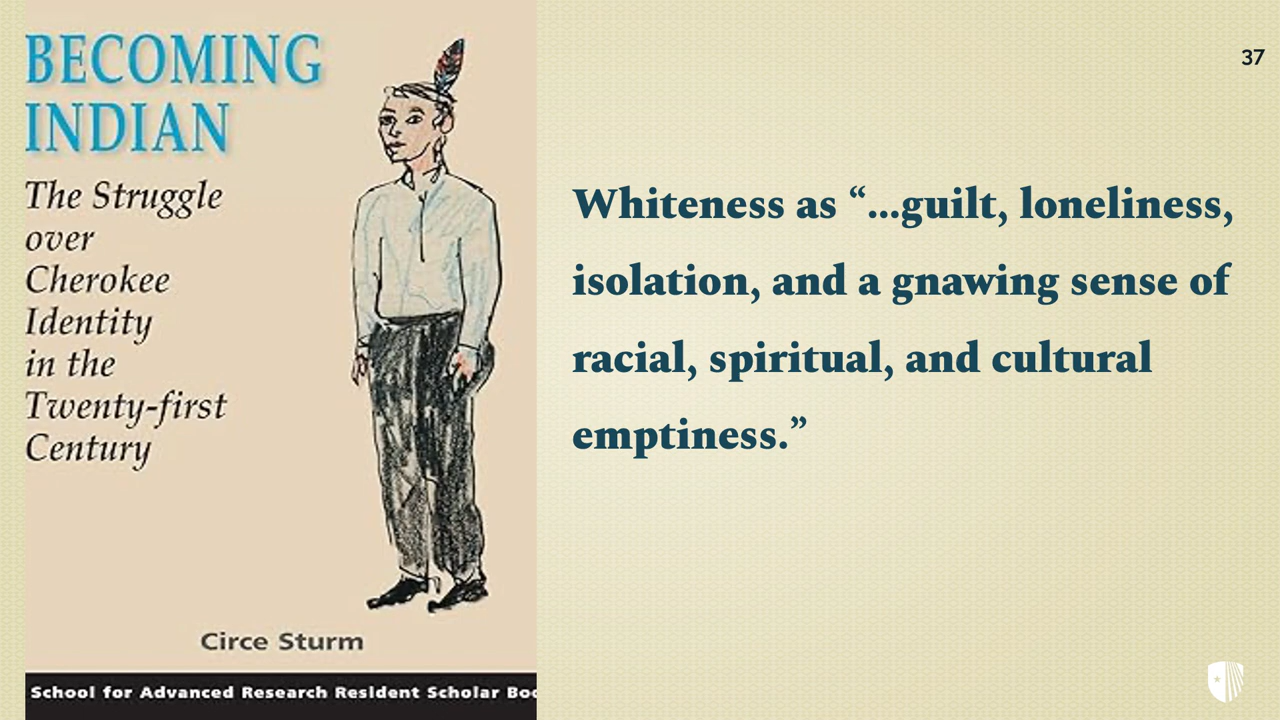 BECOMING
INDIAN
The Struggle
over
Cherokee
Identity
in the
Twenty-first
Century
Circe Sturm
School for Advanced Research Resident Scholar Boo
37
Whiteness as “…guilt, loneliness,
isolation, and a gnawing sense of
racial, spiritual, and cultural
emptiness.”